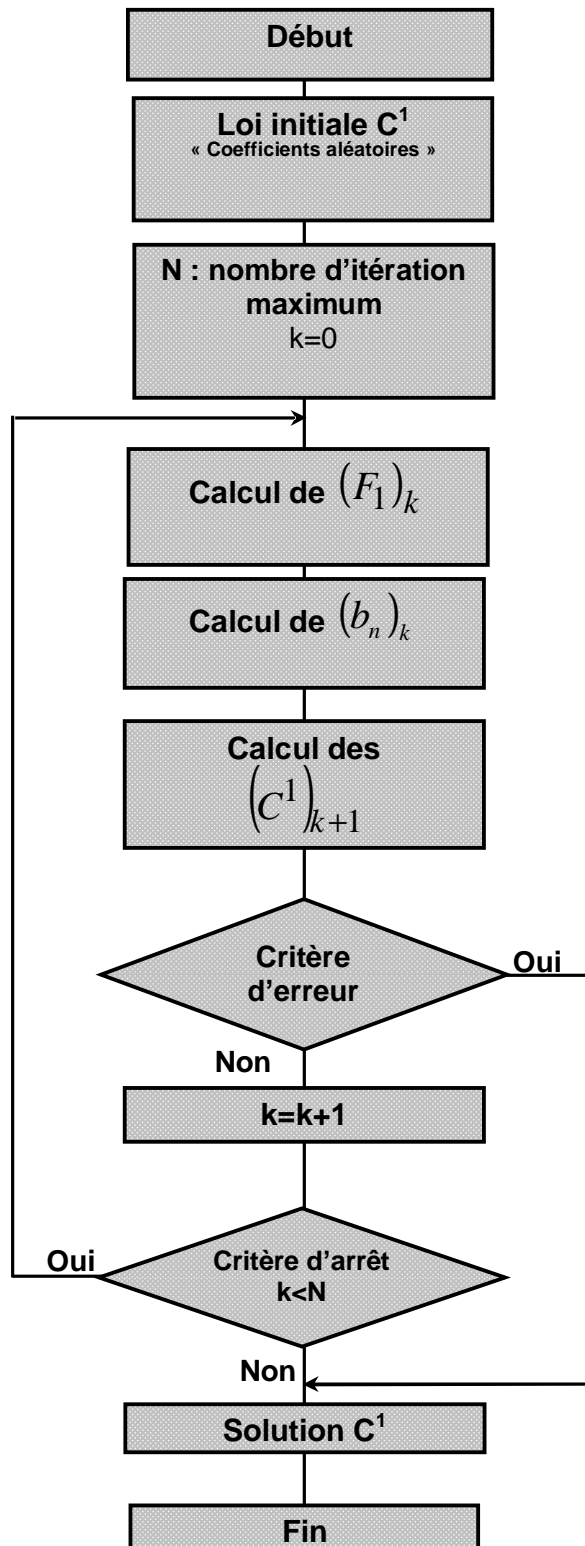 Début
Loi initiale C¹
« Coefficients aléatoires »
N : nombre d'itération
maximum
k=0
Calcul de (F₁)ₖ
Calcul de (bₙ)ₖ
Calcul des
(C¹)ₖ₊₁
Critère
d'erreur
Oui
Non
k=k+1
Oui
Critère d'arrêt
k<N
Non
Solution C¹
Fin